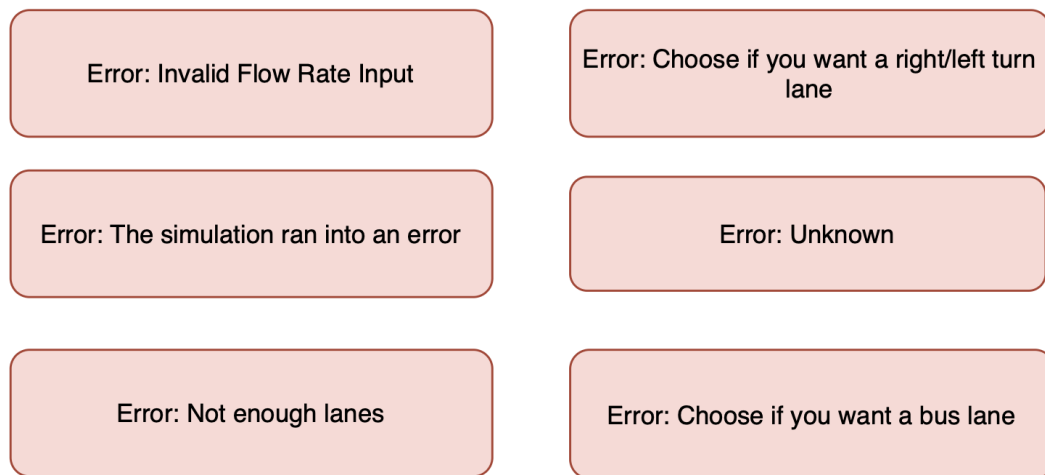 Error: Invalid Flow Rate Input
Error: Choose if you want a right/left turn
lane
Error: The simulation ran into an error
Error: Unknown
Error: Not enough lanes
Error: Choose if you want a bus lane